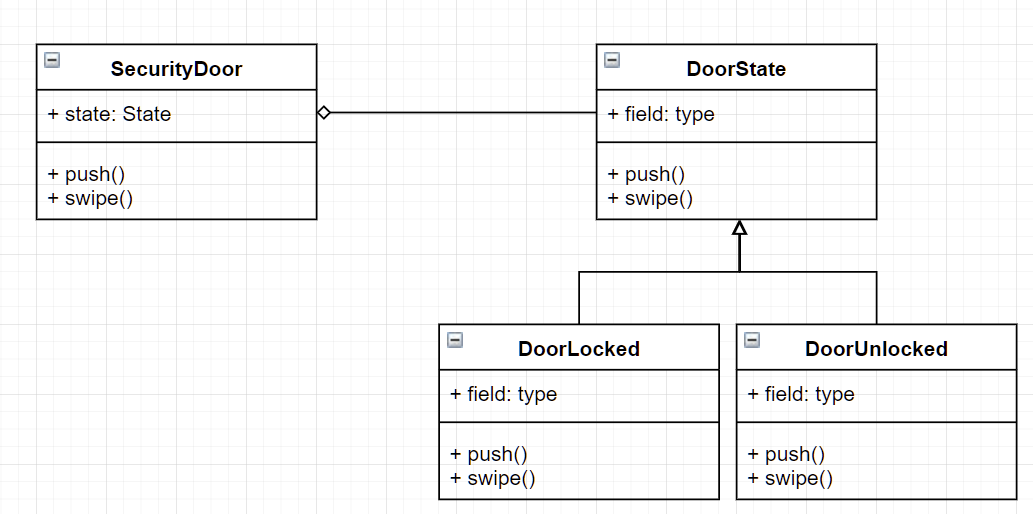 SecurityDoor
+ state: State
+ push()
+ swipe()
DoorState
+ field: type
+ push()
+ swipe()
DoorLocked
+ field: type
+ push()
+ swipe()
DoorUnlocked
+ field: type
+ push()
+ swipe()